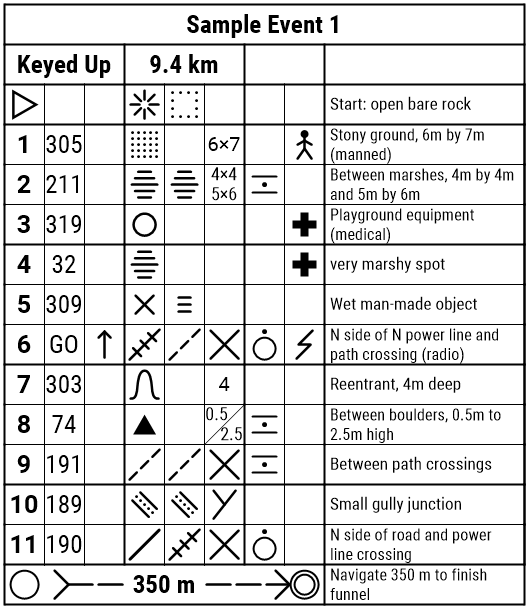 Sample Event 1
Keyed Up 9.4 km
Start: open bare rock
1 305 6×7 Stony ground, 6m by 7m
(manned)
2 211 4×4 Between marshes, 4m by 4m
5×6 and 5m by 6m
3 319 Playground equipment
(medical)
4 32 very marshy spot
5 309 Wet man-made object
6 GO N side of N power line and
path crossing (radio)
7 303 4 Reentrant, 4m deep
8 74 0.5/2.5 Between boulders, 0.5m to
2.5m high
9 191 Between path crossings
10 189 Small gully junction
11 190 N side of road and power
line crossing
350 m Navigate 350 m to finish
funnel